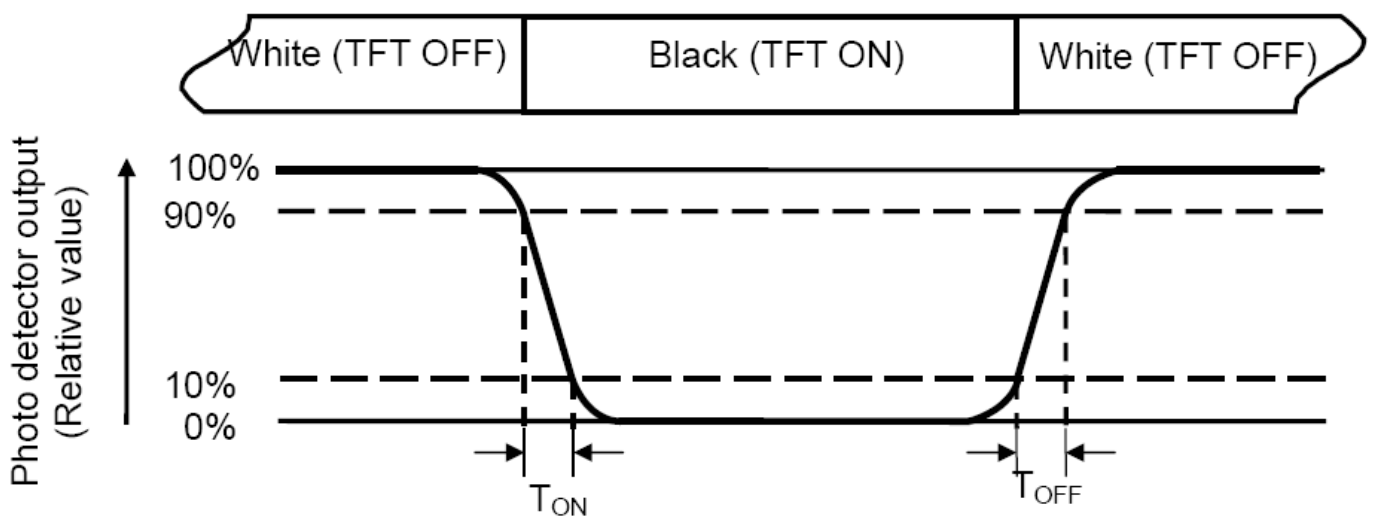 White (TFT OFF)
Black (TFT ON)
White (TFT OFF)
Photo detector output
(Relative value)
100%
90%
10%
0%
TON
TOFF